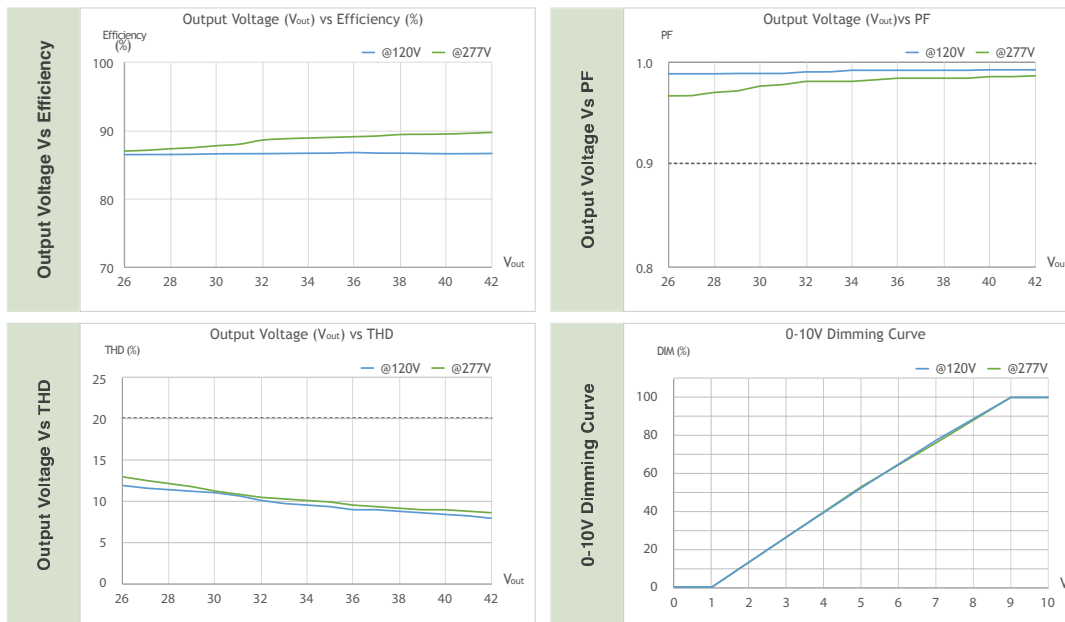 Output Voltage Vs Efficiency
Output Voltage (Vout) vs Efficiency (%)
Efficiency
(%)
@120V @277V
100
90
80
70
26 28 30 32 34 36 38 40 42
Vout
Output Voltage Vs PF
Output Voltage (Vout)vs PF
PF
@120V @277V
1.0
0.9
0.8
26 28 30 32 34 36 38 40 42
Vou
Output Voltage Vs THD
Output Voltage (Vout) vs THD
THD (%)
@120V @277V
25
20
15
10
5
0
26 28 30 32 34 36 38 40 42
Vout
0-10V Dimming Curve
0-10V Dimming Curve
DIM (%)
@120V @277V
100
80
60
40
20
0
0 1 2 3 4 5 6 7 8 9 10
V